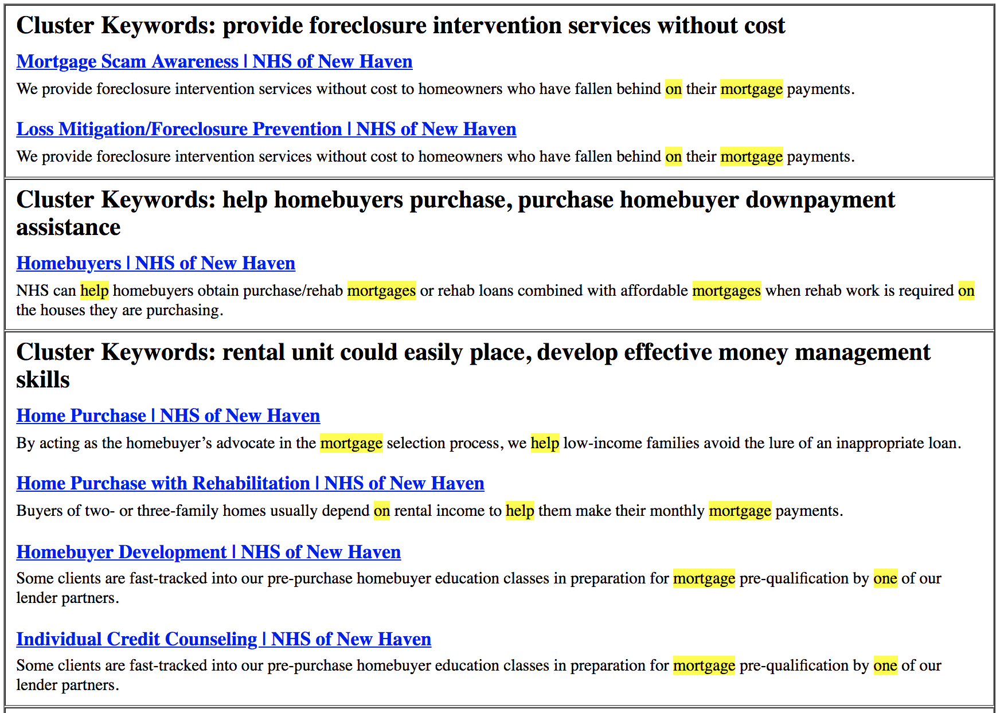 Cluster Keywords: provide foreclosure intervention services without cost
Mortgage Scam Awareness | NHS of New Haven
We provide foreclosure intervention services without cost to homeowners who have fallen behind on their mortgage payments.
Loss Mitigation/Foreclosure Prevention | NHS of New Haven
We provide foreclosure intervention services without cost to homeowners who have fallen behind on their mortgage payments.
Cluster Keywords: help homebuyers purchase, purchase homebuyer downpayment
assistance
Homebuyers | NHS of New Haven
NHS can help homebuyers obtain purchase/rehab mortgages or rehab loans combined with affordable mortgages when rehab work is required on
the houses they are purchasing.
Cluster Keywords: rental unit could easily place, develop effective money management
skills
Home Purchase | NHS of New Haven
By acting as the homebuyer’s advocate in the mortgage selection process, we help low-income families avoid the lure of an inappropriate loan.
Home Purchase with Rehabilitation | NHS of New Haven
Buyers of two- or three-family homes usually depend on rental income to help them make their monthly mortgage payments.
Homebuyer Development | NHS of New Haven
Some clients are fast-tracked into our pre-purchase homebuyer education classes in preparation for mortgage pre-qualification by one of our
lender partners.
Individual Credit Counseling | NHS of New Haven
Some clients are fast-tracked into our pre-purchase homebuyer education classes in preparation for mortgage pre-qualification by one of our
lender partners.